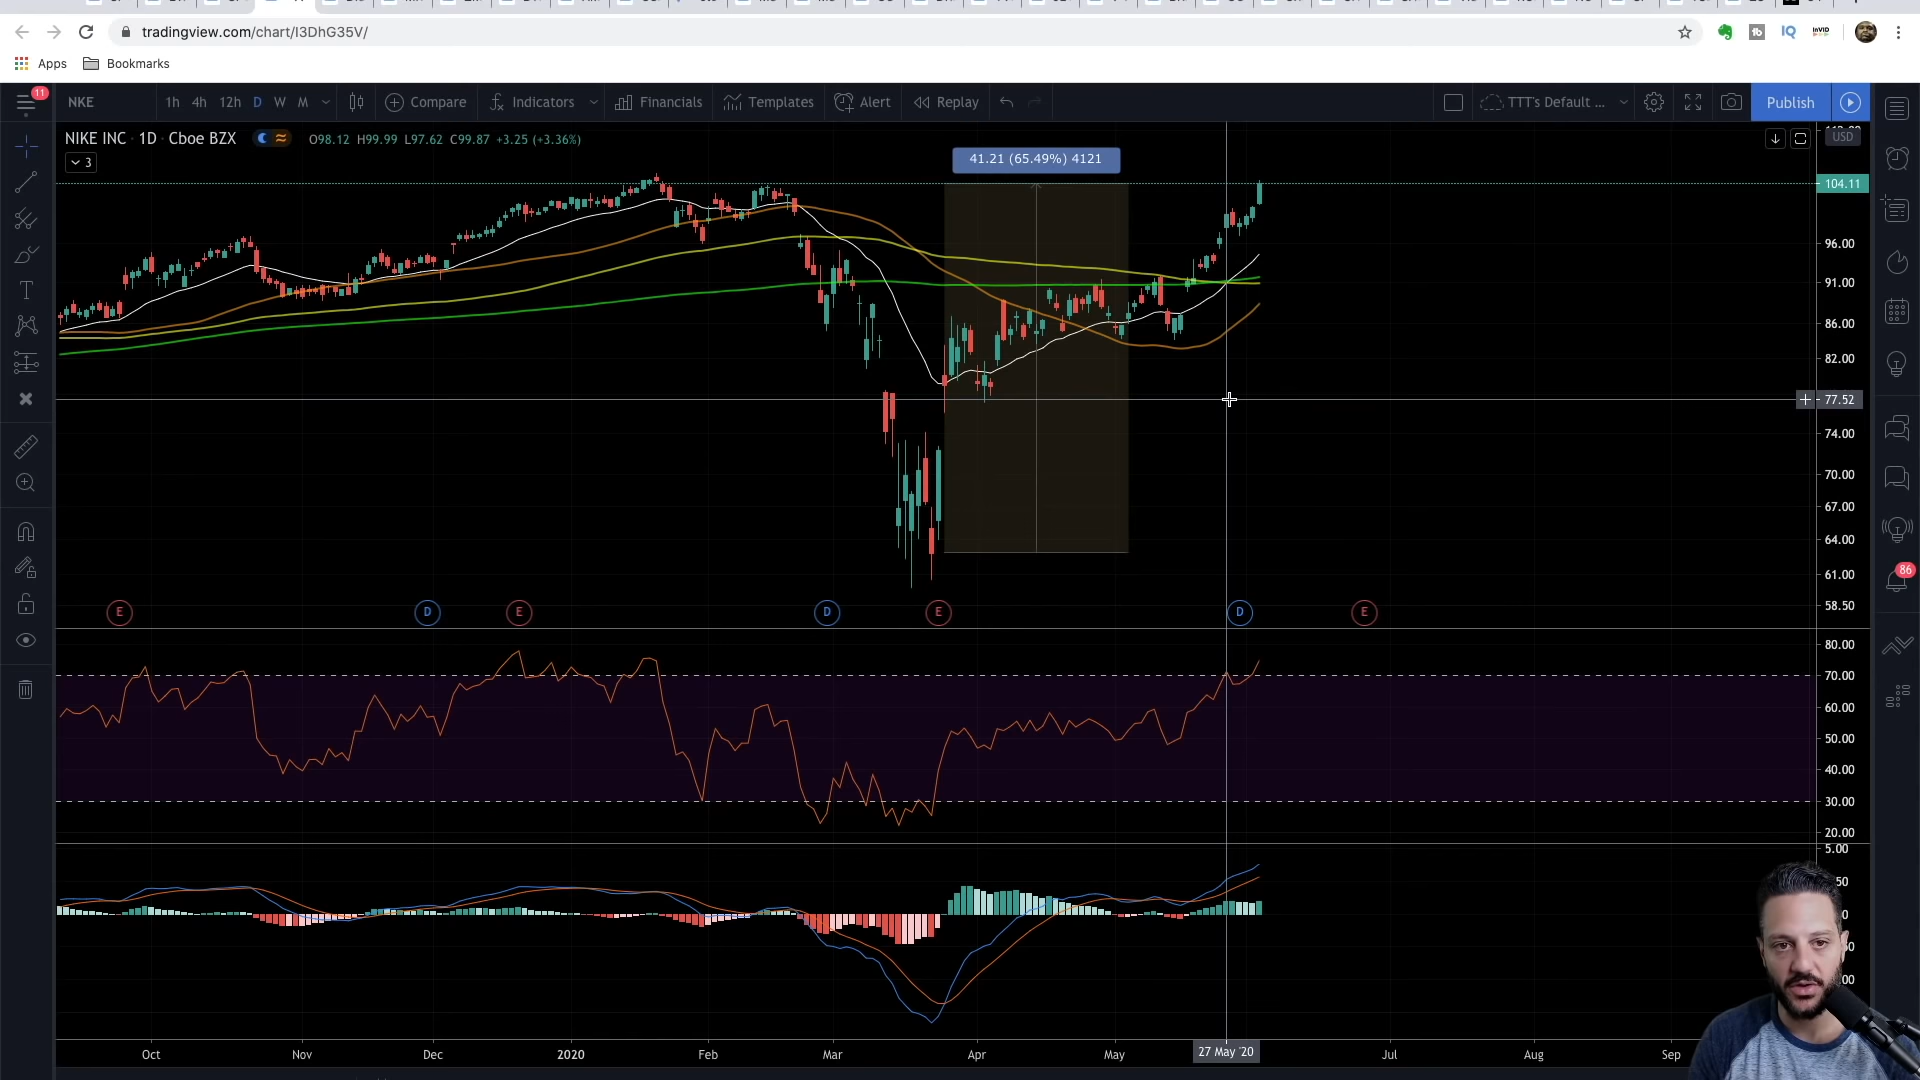 tradingview.com/chart/I3DhG35V/
Apps Bookmarks
11
NKE 1h 4h 12h D W M Compare Indicators Financials Templates Alert Replay TTT's Default ... Publish
NIKE INC · 1D · Cboe BZX O98.12 H99.99 L97.62 C99.87 +3.25 (+3.36%)
3
41.21 (65.49%) 4121
USD
104.11
96.00
91.00
86.00
82.00
77.52
74.00
70.00
67.00
64.00
61.00
58.50
86
E D E D E D E
80.00
70.00
60.00
50.00
40.00
30.00
20.00
5.00
Oct Nov Dec 2020 Feb Mar Apr May 27 May '20 Jul Aug Sep